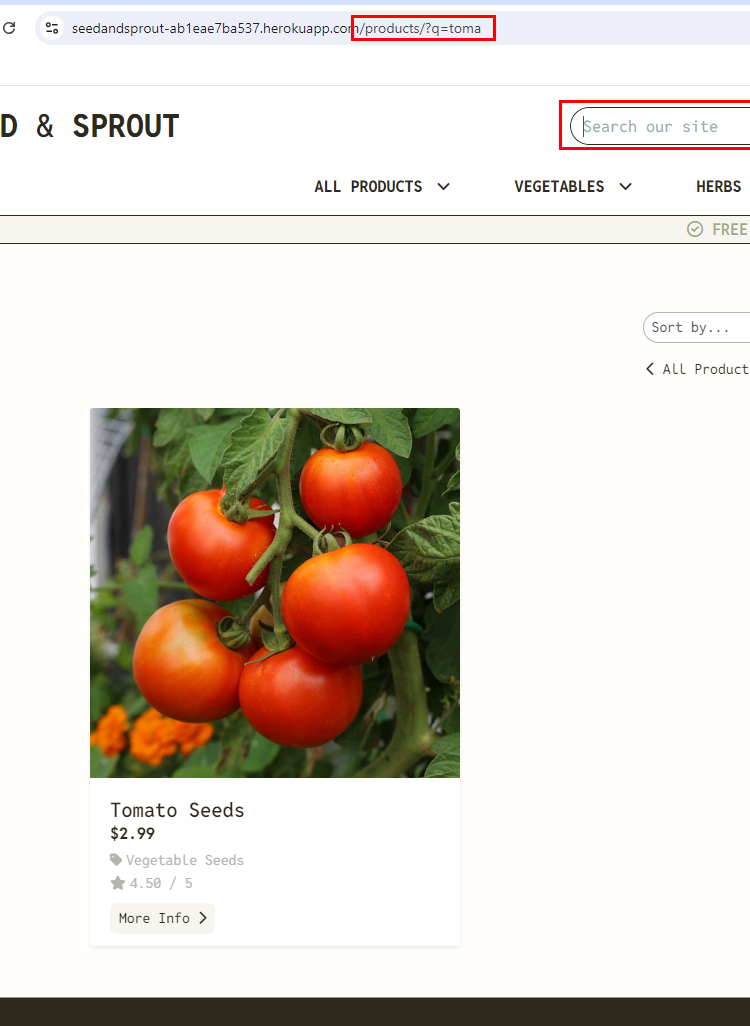 seedandsprout-ab1eae7ba537.herokuapp.com/products/?q=toma
D & SPROUT
Search our site
ALL PRODUCTS VEGETABLES HERBS
FREE
Sort by...
All Product
Tomato Seeds
$2.99
Vegetable Seeds
4.50 / 5
More Info